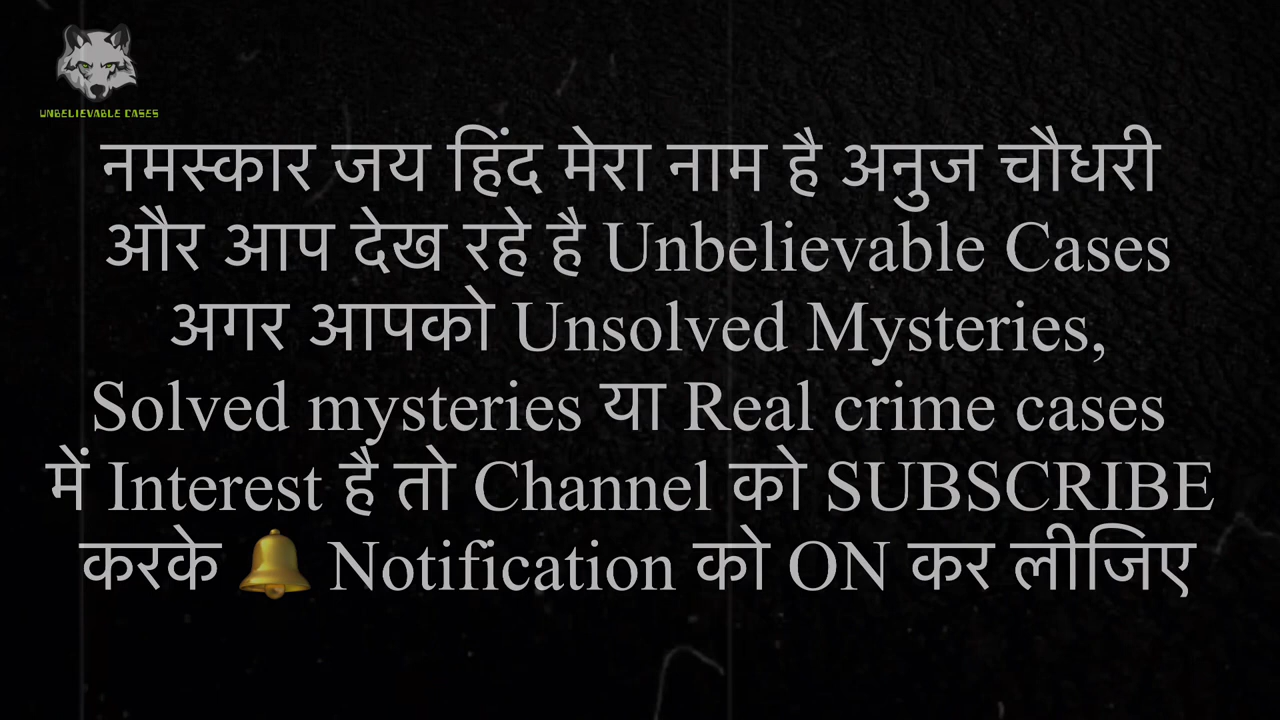 UNBELIEVABLE CASES
नमस्कार जय हिंद मेरा नाम है अनुज चौधरी
और आप देख रहे है Unbelievable Cases
अगर आपको Unsolved Mysteries,
Solved mysteries या Real crime cases
में Interest है तो Channel को SUBSCRIBE
करके 🔔 Notification को ON कर लीजिए